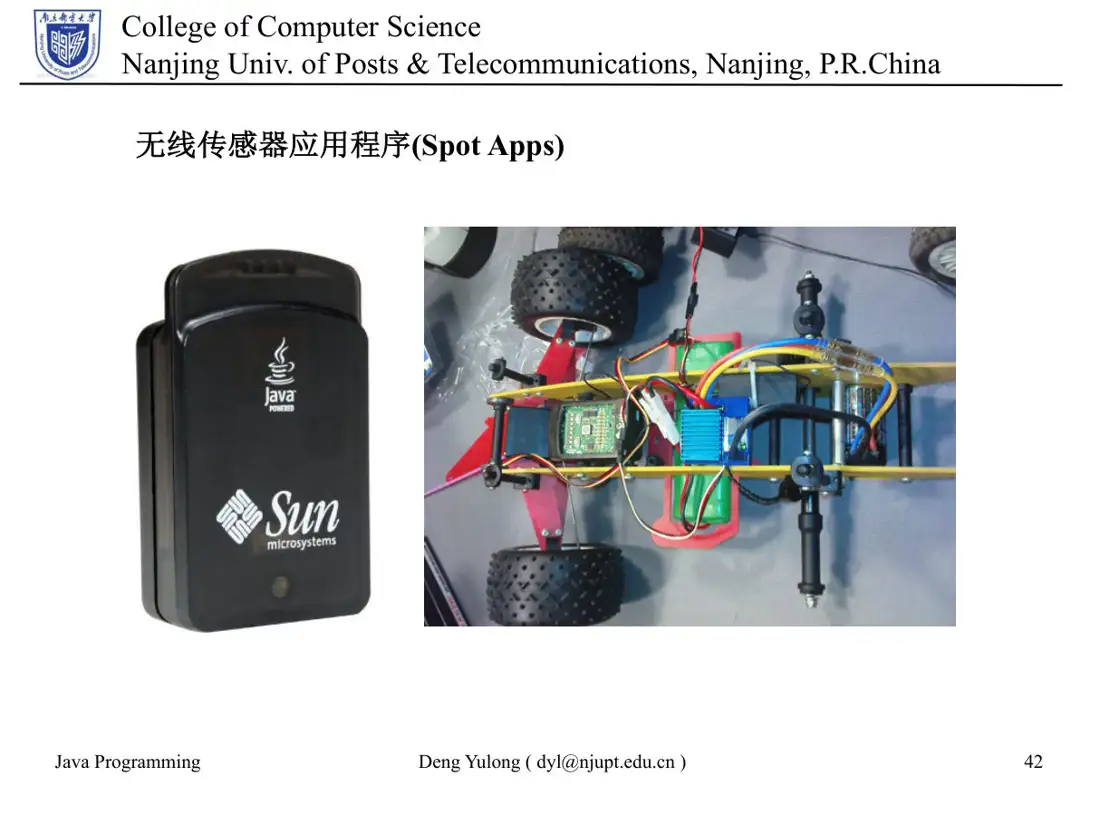 College of Computer Science
Nanjing Univ. of Posts & Telecommunications, Nanjing, P.R.China
无线传感器应用程序(Spot Apps)
Java
POWERED
Sun
microsystems
Java Programming
Deng Yulong ( dyl@njupt.edu.cn )
42